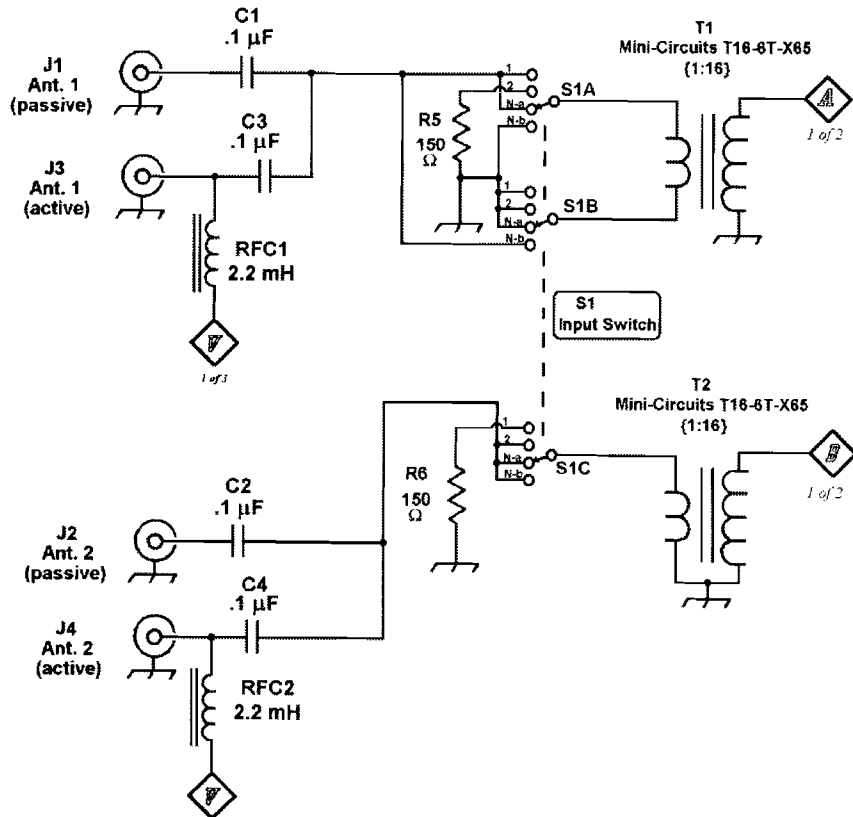 C1
.1 µF
J1
Ant. 1
(passive)
C3
.1 µF
J3
Ant. 1
(active)
RFC1
2.2 mH
V
1 of 3
R5
150
Ω
1
2
N-a
N-b
S1A
1
2
N-a
N-b
S1B
T1
Mini-Circuits T16-6T-X65
{1:16}
A
1 of 2
S1
Input Switch
T2
Mini-Circuits T16-6T-X65
{1:16}
B
1 of 2
1
2
N-a
N-b
S1C
R6
150
Ω
C2
.1 µF
J2
Ant. 2
(passive)
C4
.1 µF
J4
Ant. 2
(active)
RFC2
2.2 mH
V